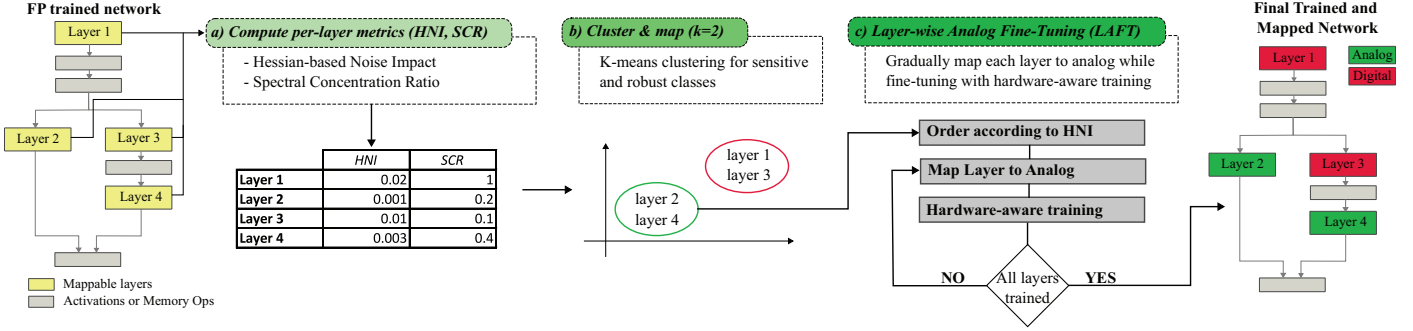 FP trained network
Layer 1
Layer 2
Layer 3
Layer 4
Mappable layers
Activations or Memory Ops
a) Compute per-layer metrics (HNI, SCR)
- Hessian-based Noise Impact
- Spectral Concentration Ratio
HNI SCR
Layer 1 0.02 1
Layer 2 0.001 0.2
Layer 3 0.01 0.1
Layer 4 0.003 0.4
b) Cluster & map (k=2)
K-means clustering for sensitive
and robust classes
layer 1
layer 3
layer 2
layer 4
c) Layer-wise Analog Fine-Tuning (LAFT)
Gradually map each layer to analog while
fine-tuning with hardware-aware training
Order according to HNI
Map Layer to Analog
Hardware-aware training
All layers
trained
NO
YES
Final Trained and
Mapped Network
Analog
Digital
Layer 1
Layer 2
Layer 3
Layer 4